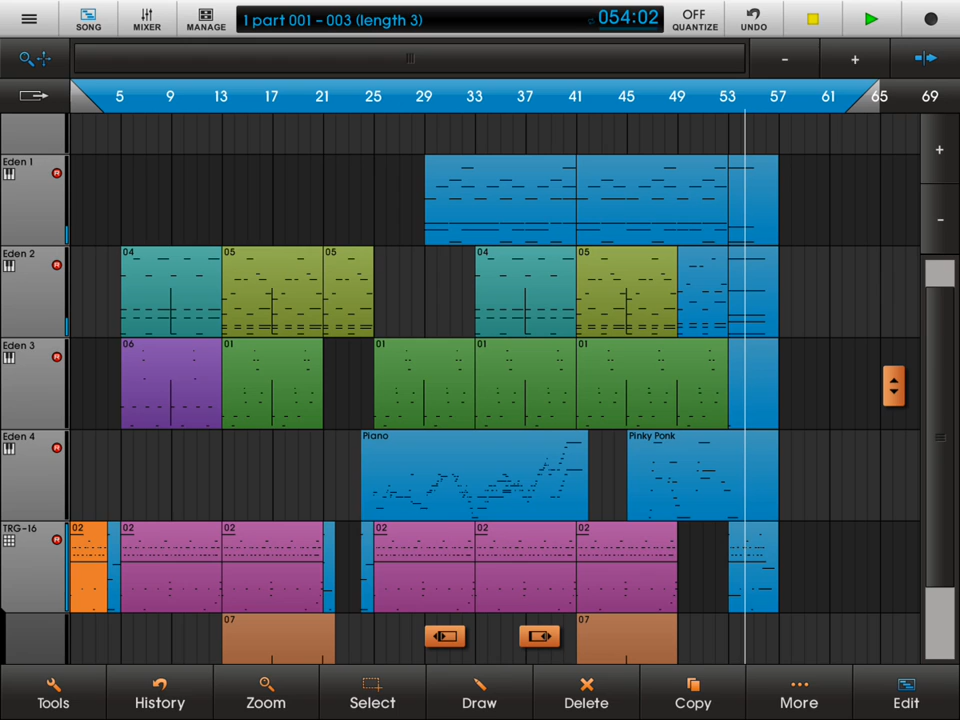 SONG
MIXER
MANAGE
1 part 001 – 003 (length 3)
054:02
OFF
QUANTIZE
UNDO
- +
5 9 13 17 21 25 29 33 37 41 45 49 53 57 61 65 69
+
Eden 1
R
-
Eden 2
R
04 05 05 04 05
Eden 3
R
06 01 01 01 01
Eden 4
R
Piano
Pinky Ponk
TRG-16
R
02 02 02 02 02 02
07 07
Tools
History
Zoom
Select
Draw
Delete
Copy
More
Edit